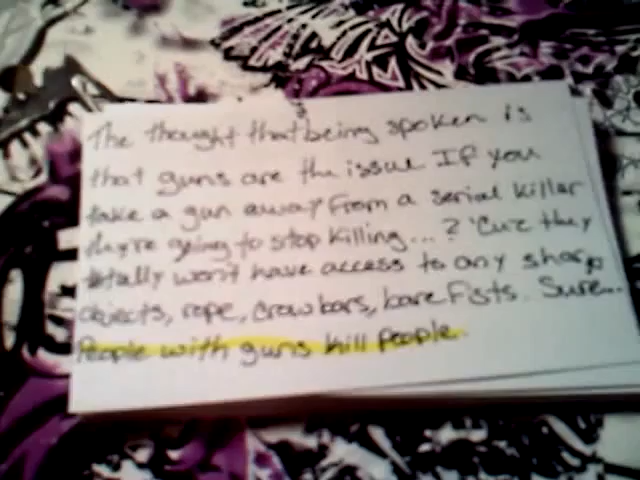 The thought that being spoken is
that guns are the issue If you
take a gun away from a serial killer
they're going to stop killing...? 'Cuz they
totally won't have access to any sharp
objects, rope, crowbars, bare fists. Sure...
People with guns kill people.